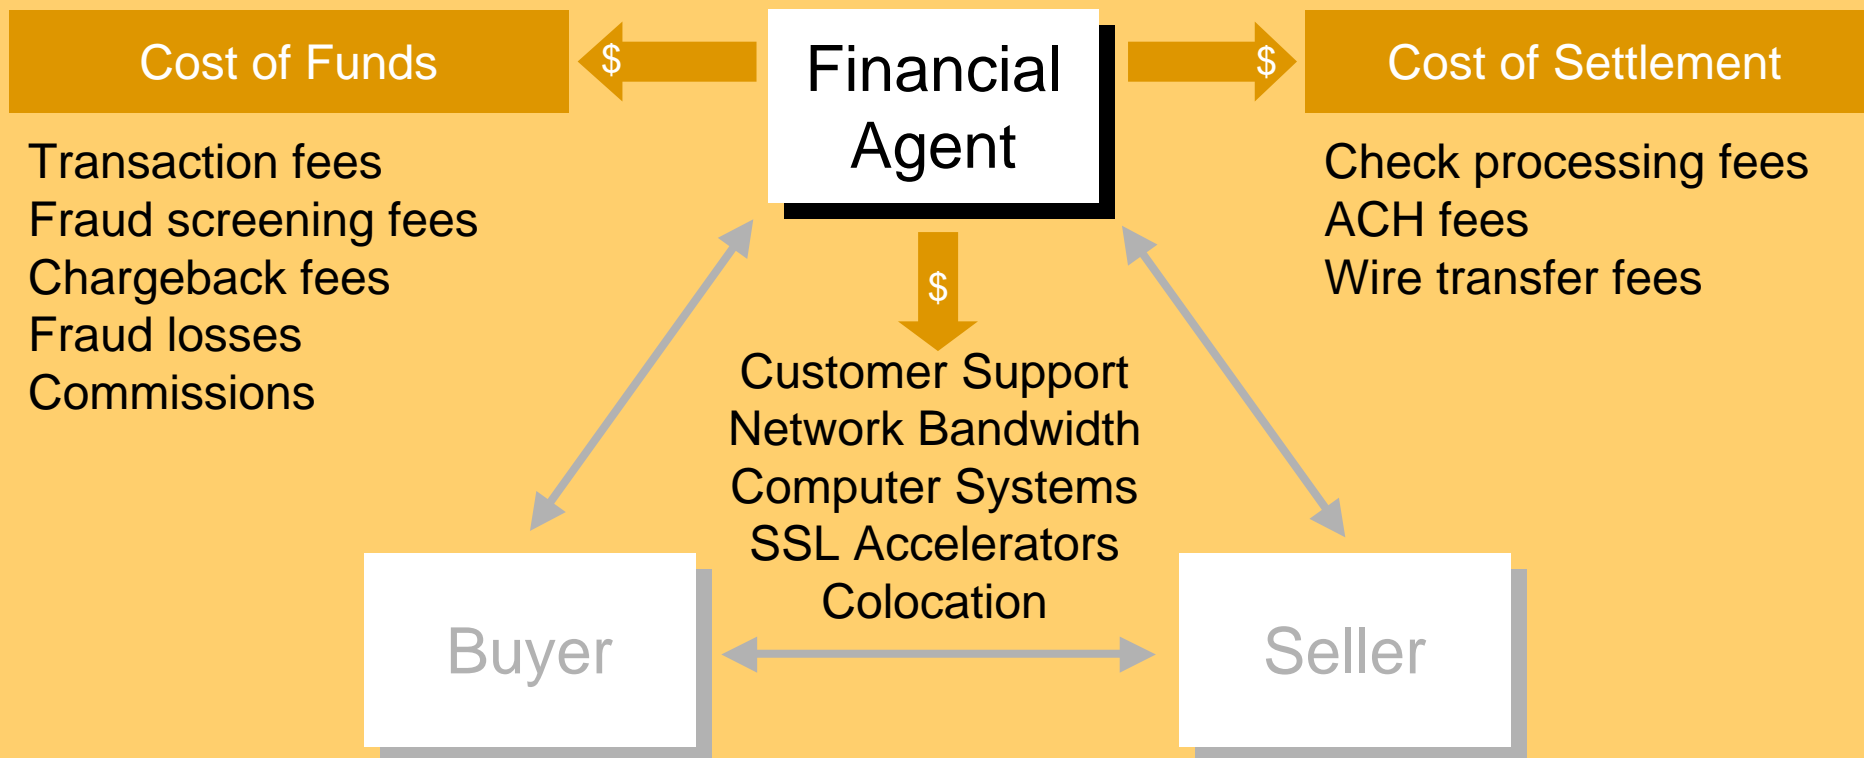 Cost of Funds
$
Financial
Agent
$
Cost of Settlement
Transaction fees
Fraud screening fees
Chargeback fees
Fraud losses
Commissions
Check processing fees
ACH fees
Wire transfer fees
$
Customer Support
Network Bandwidth
Computer Systems
SSL Accelerators
Colocation
Buyer
Seller